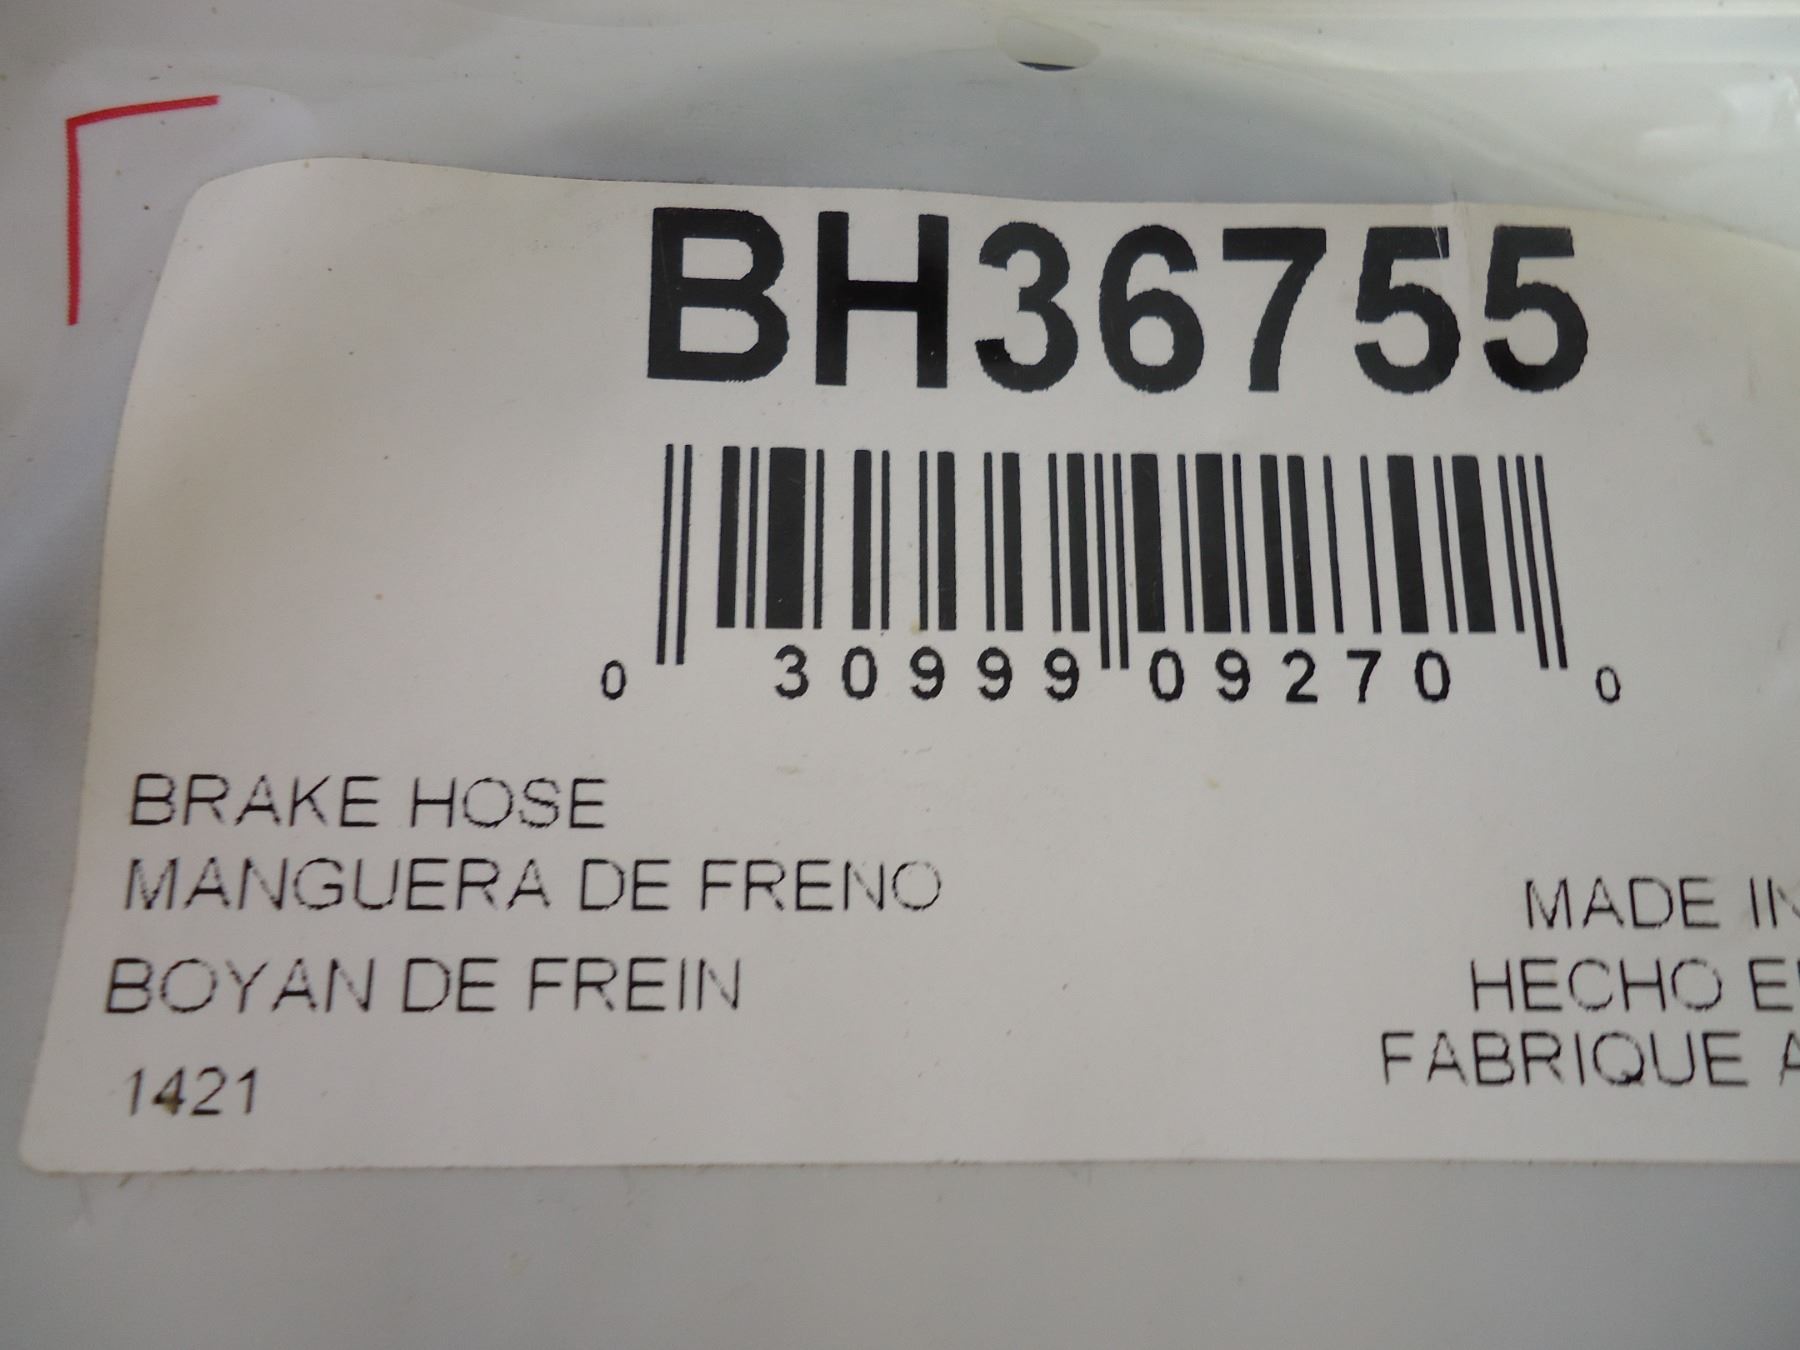 BH36755
0 30999 09270 0
BRAKE HOSE
MANGUERA DE FRENO
BOYAN DE FREIN
1421
MADE IN
HECHO
FABRIQUE